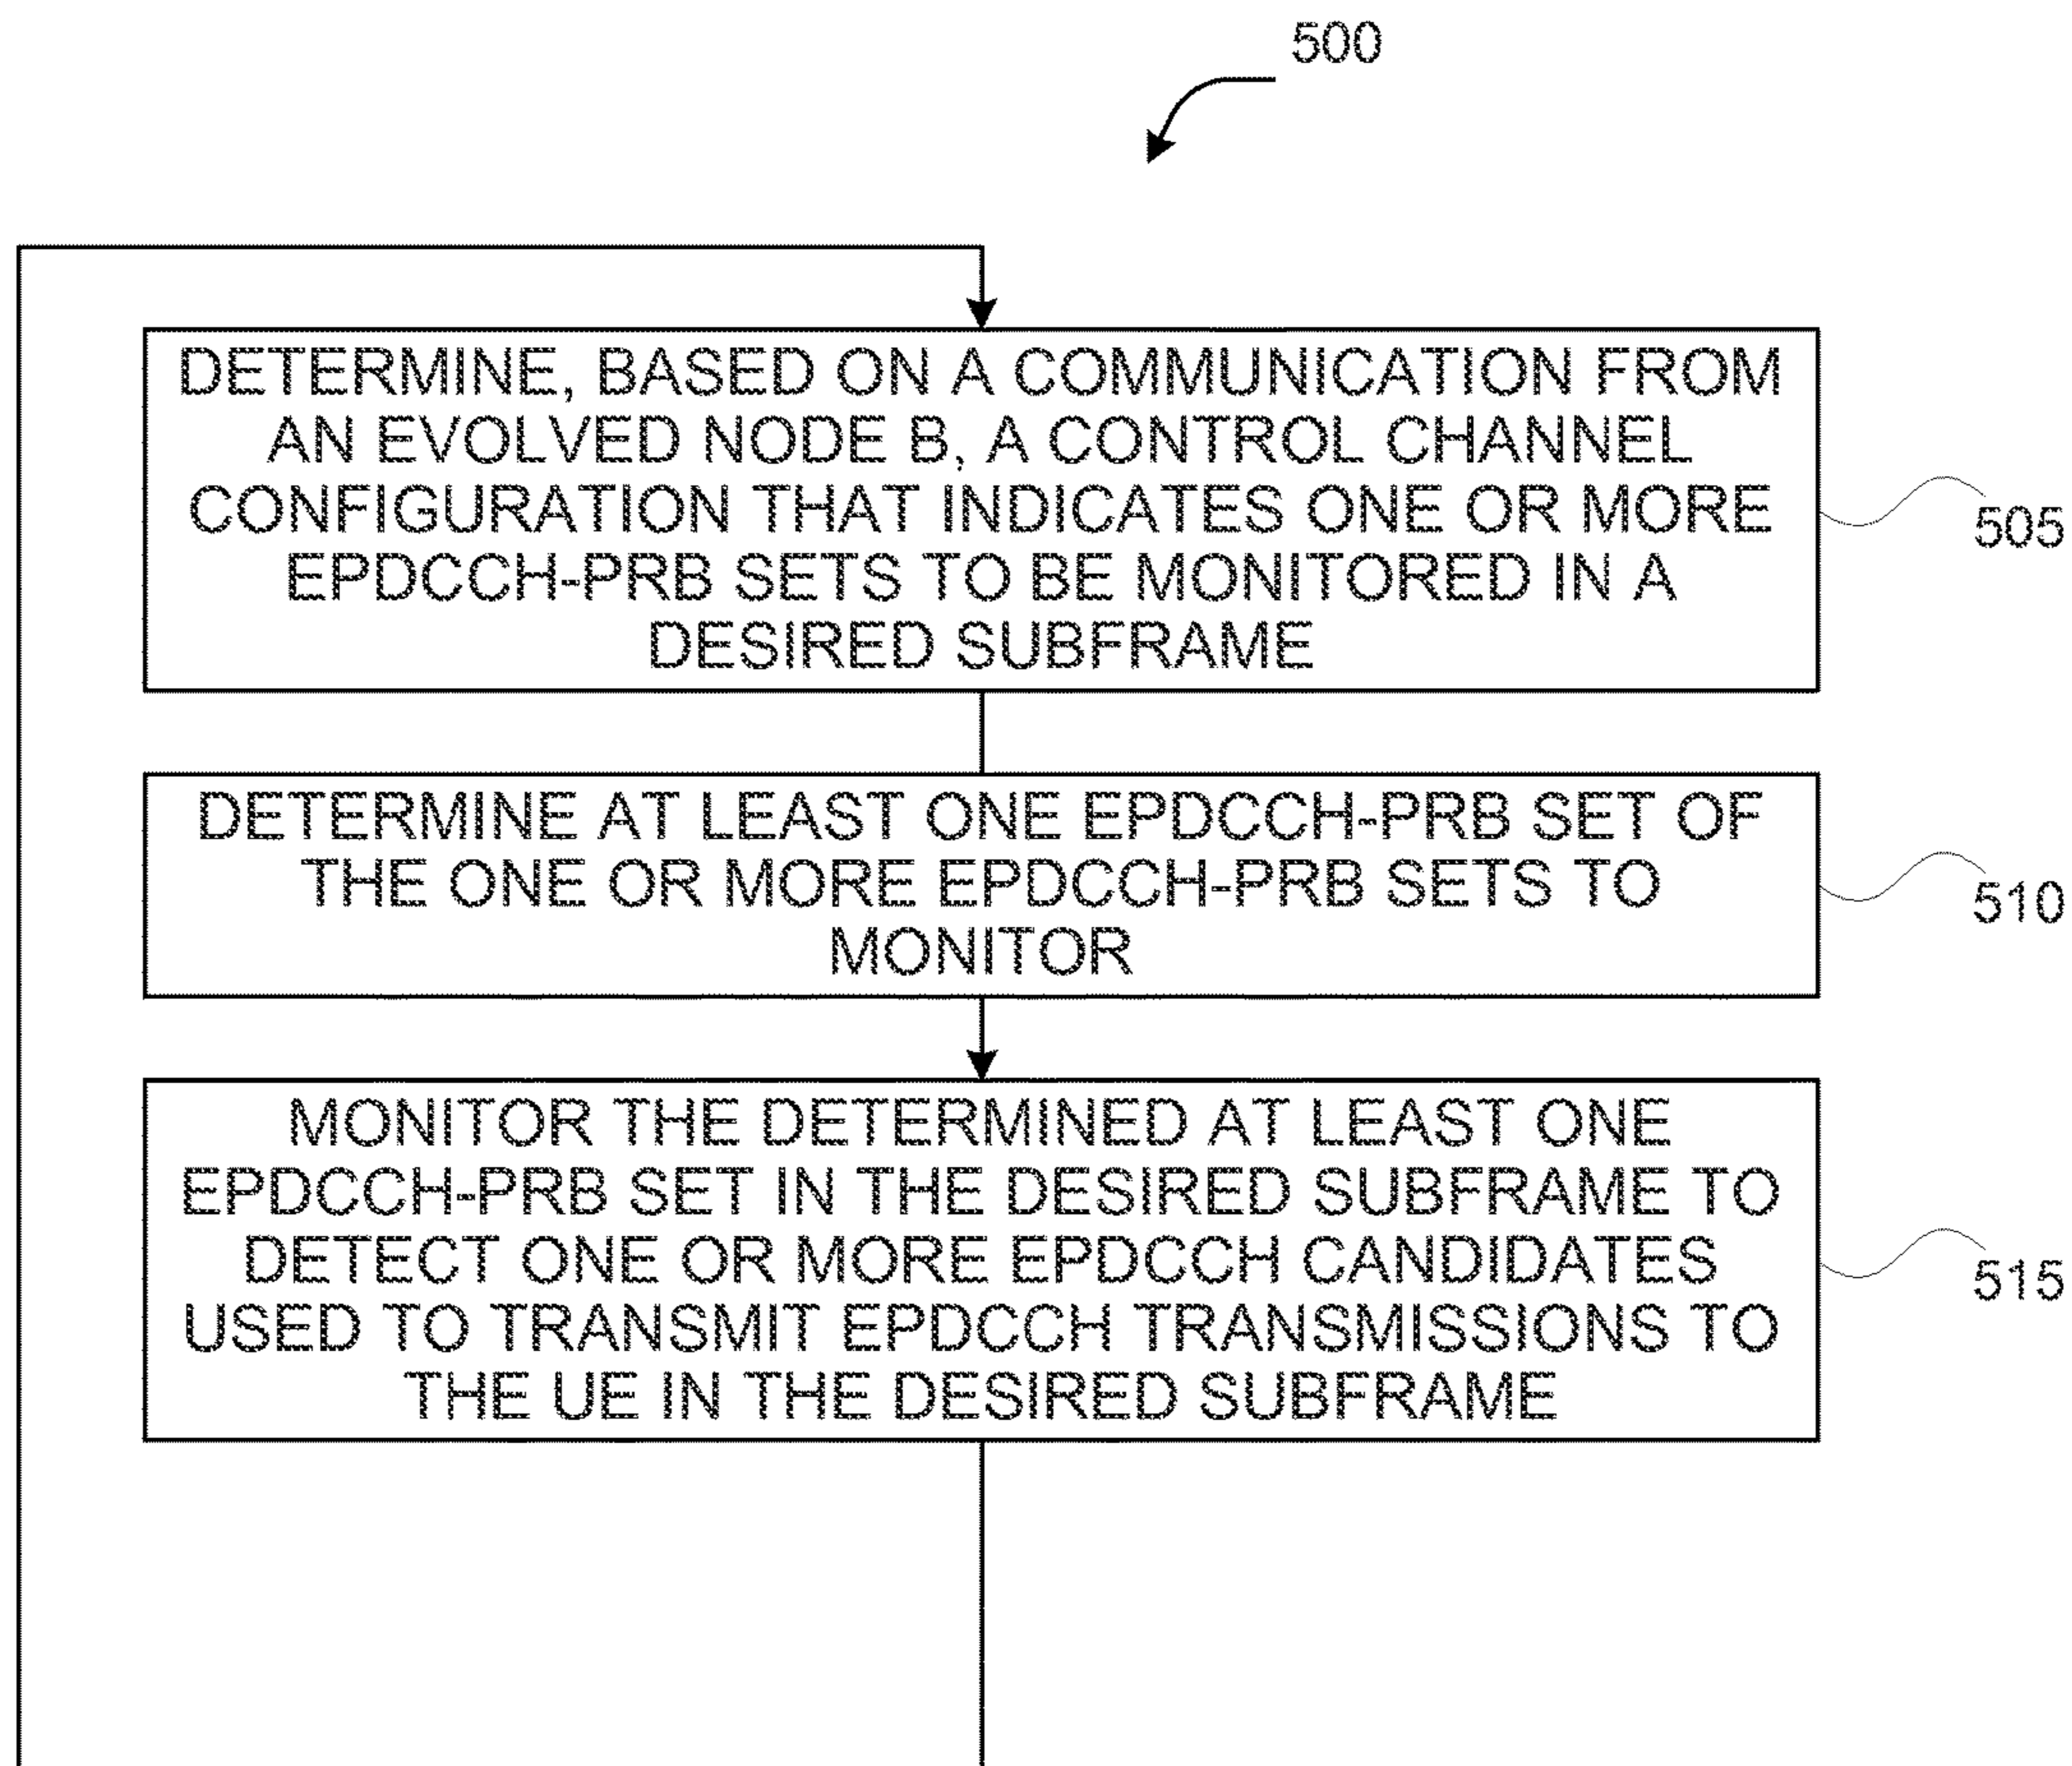 500
DETERMINE, BASED ON A COMMUNICATION FROM
AN EVOLVED NODE B, A CONTROL CHANNEL
CONFIGURATION THAT INDICATES ONE OR MORE
EPDCCH-PRB SETS TO BE MONITORED IN A
DESIRED SUBFRAME
505
DETERMINE AT LEAST ONE EPDCCH-PRB SET OF
THE ONE OR MORE EPDCCH-PRB SETS TO
MONITOR
510
MONITOR THE DETERMINED AT LEAST ONE
EPDCCH-PRB SET IN THE DESIRED SUBFRAME TO
DETECT ONE OR MORE EPDCCH CANDIDATES
USED TO TRANSMIT EPDCCH TRANSMISSIONS TO
THE UE IN THE DESIRED SUBFRAME
515